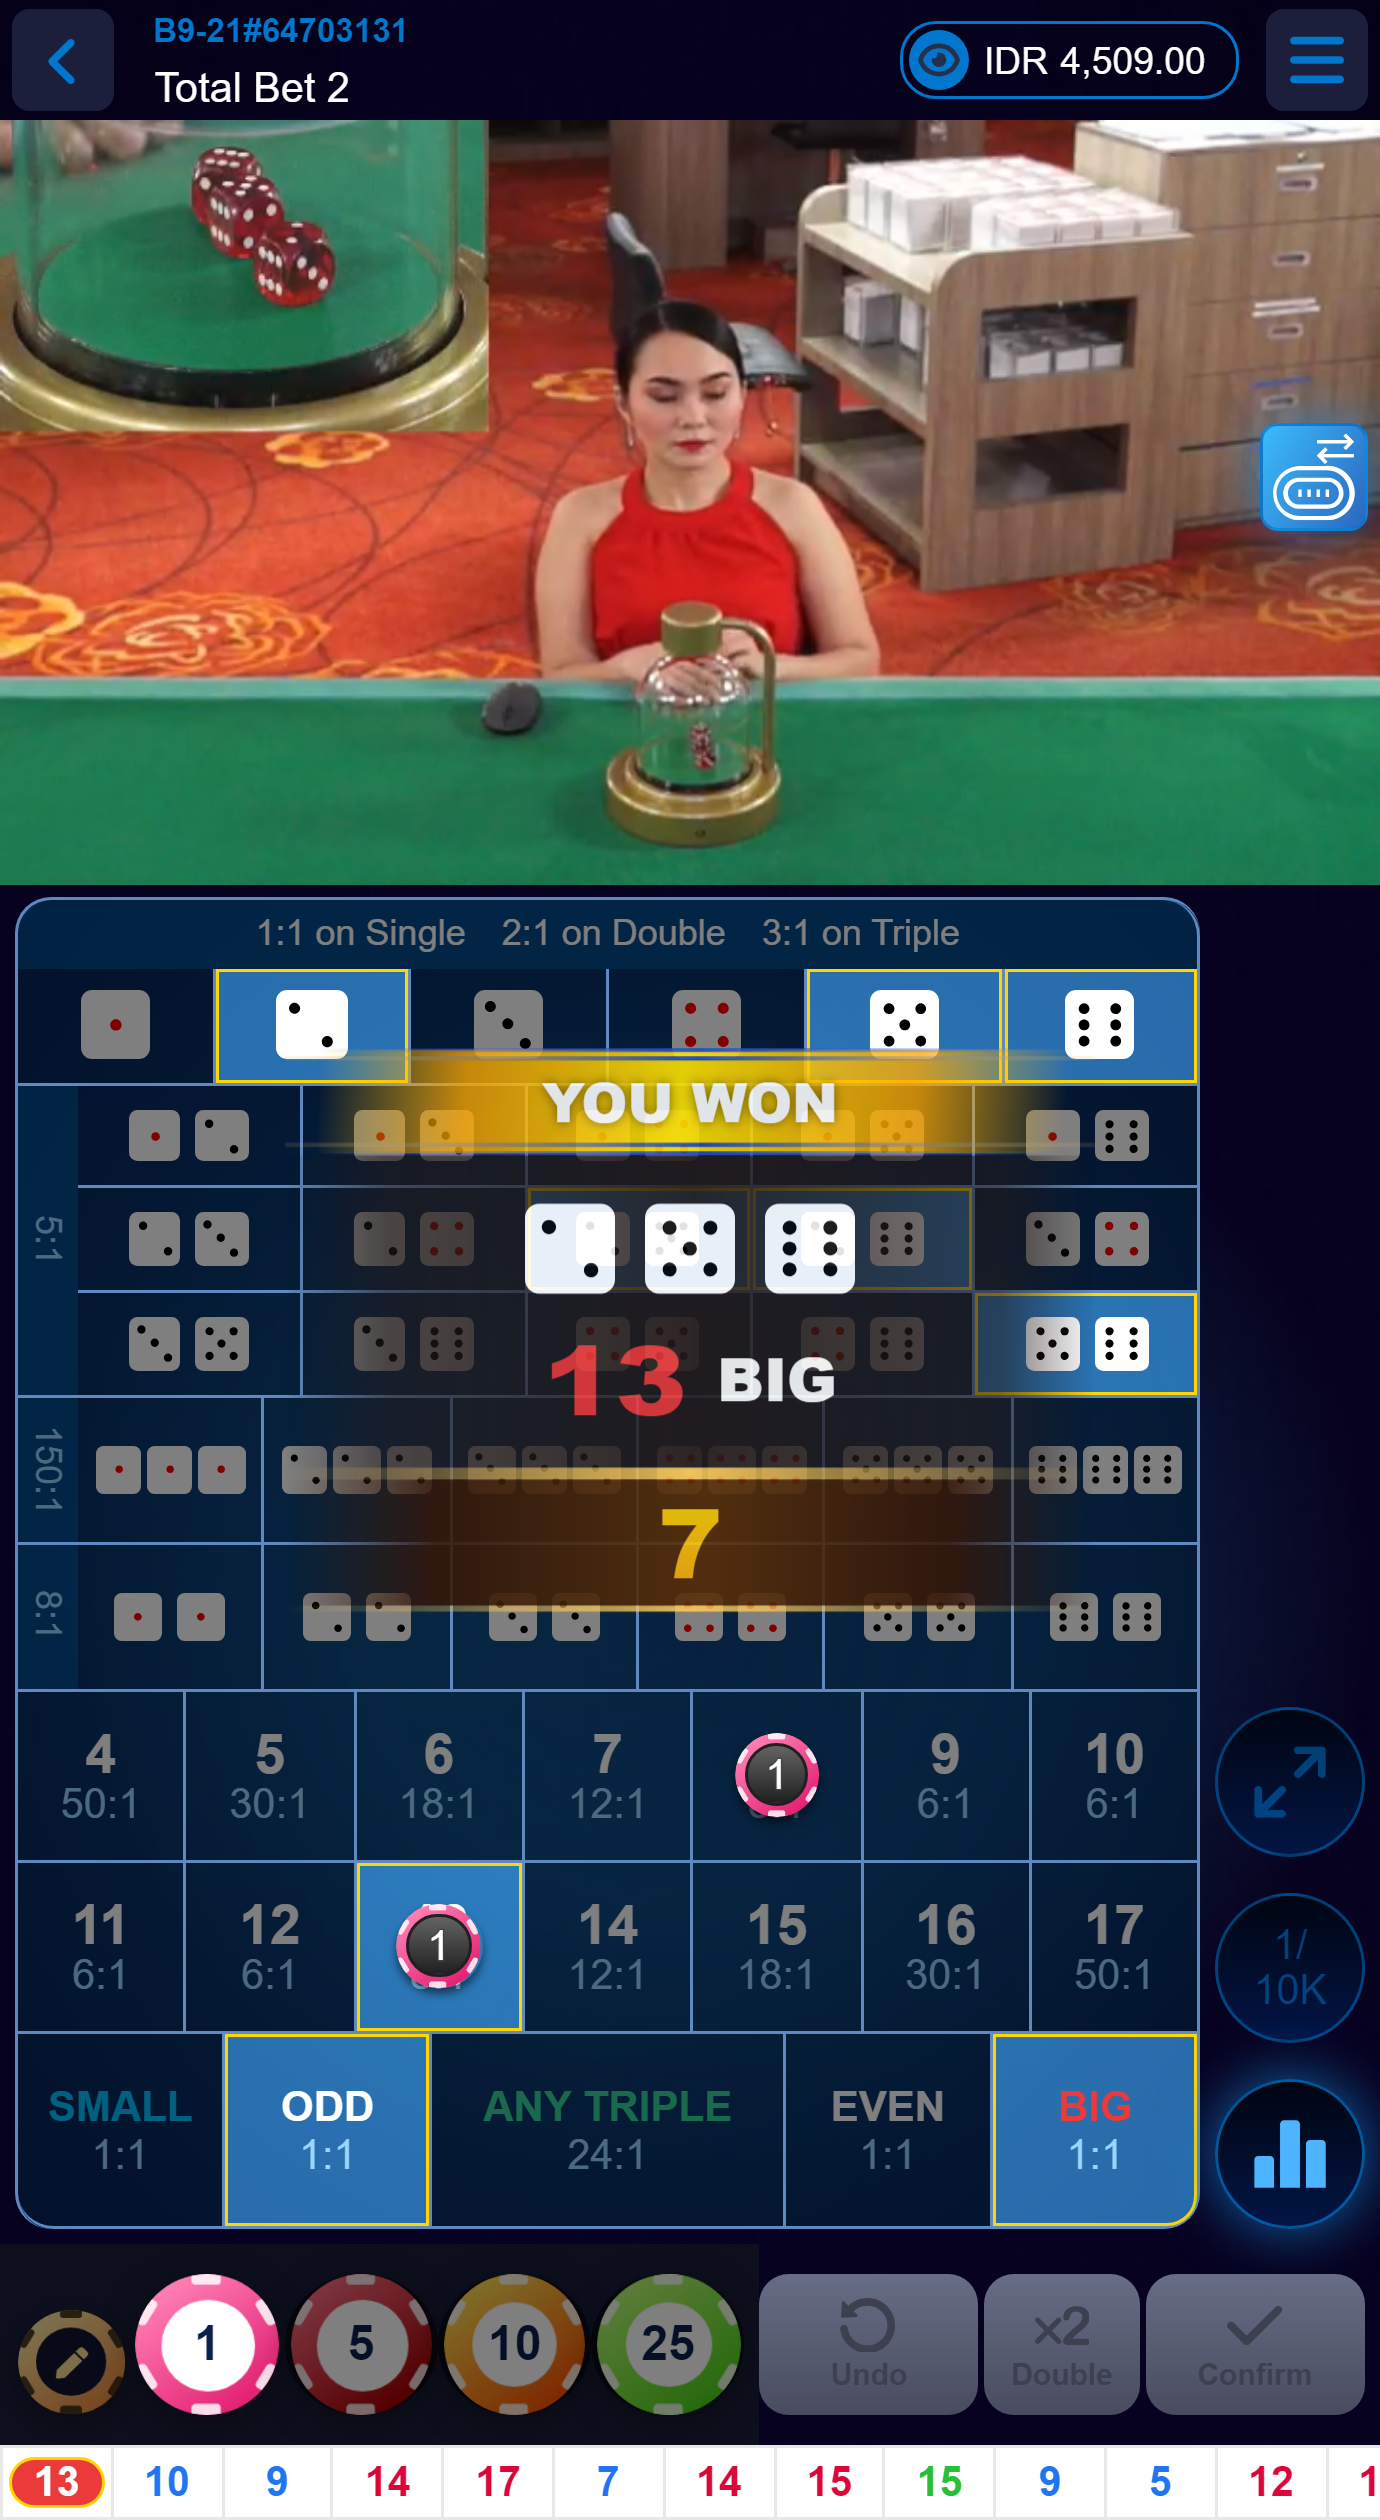 B9-21#64703131
Total Bet 2
IDR 4,509.00
1:1 on Single 2:1 on Double 3:1 on Triple
YOU WON
5:1
13 BIG
150:1
7
8:1
4 5 6 7 1 9 10
50:1 30:1 18:1 12:1 6:1 6:1
11 12 1 14 15 16 17
6:1 6:1 12:1 18:1 30:1 50:1
1/
10K
SMALL ODD ANY TRIPLE EVEN BIG
1:1 1:1 24:1 1:1 1:1
1 5 10 25
x2
Undo Double Confirm
13 10 9 14 17 7 14 15 15 9 5 12